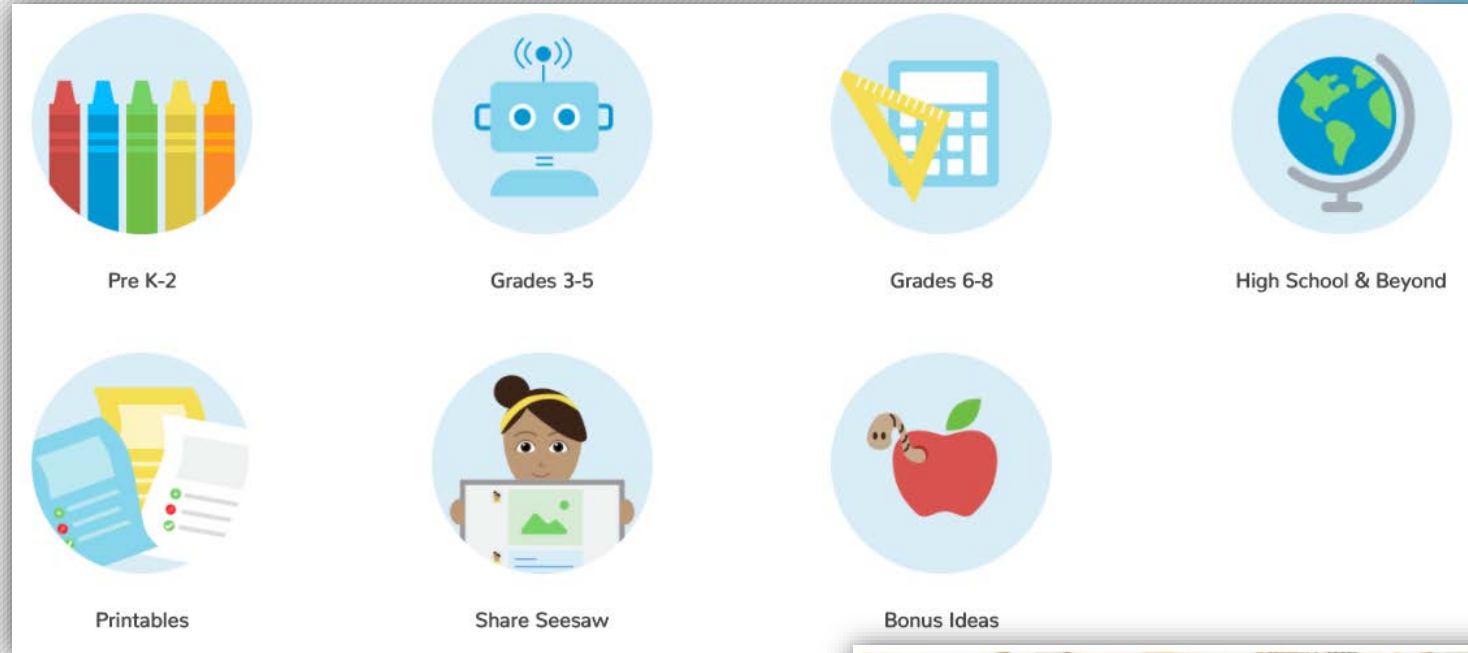 Pre K-2
Grades 3-5
Grades 6-8
High School & Beyond
Printables
Share Seesaw
Bonus Ideas